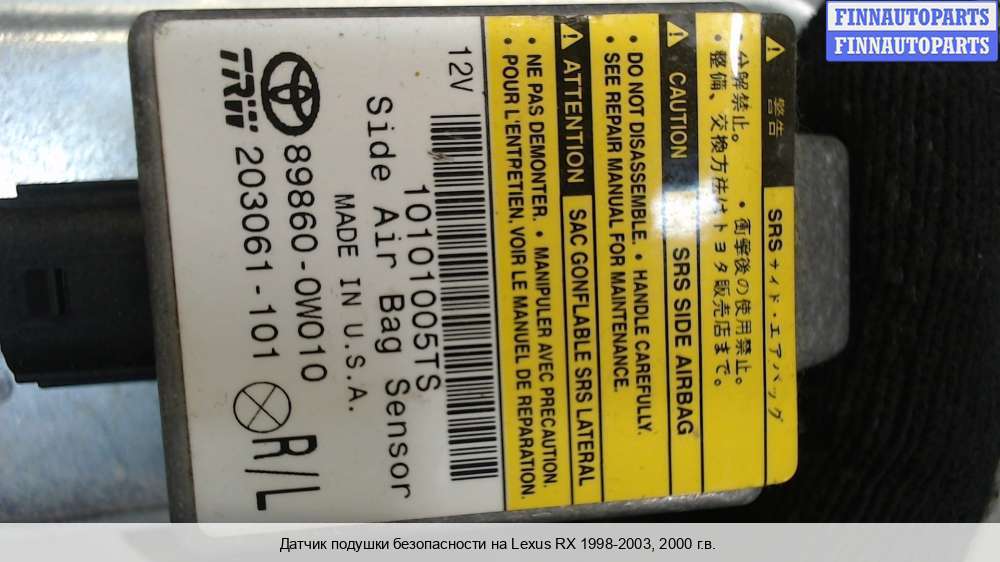 FINNAUTOPARTS
FINNAUTOPARTS
警告
SRSサイド・エアバッグ
・分解禁止。 ・衝撃後の使用禁止。
・整備、交換方法はトヨタ販売店まで。
CAUTION
SRS SIDE AIRBAG
• DO NOT DISASSEMBLE. • HANDLE CAREFULLY.
• SEE REPAIR MANUAL FOR MAINTENANCE.
ATTENTION
SAC GONFLABLE SRS LATERAL
• NE PAS DEMONTER. • MANIPULER AVEC PRECAUTION.
• POUR L'ENTPETIEN, VOIR LE MANUEL DE REPARATION.
12V
10101005TS
Side Air Bag Sensor
MADE IN U.S.A.
89860-0W010 R/L
TRW 203061-101
Датчик подушки безопасности на Lexus RX 1998-2003, 2000 г.в.